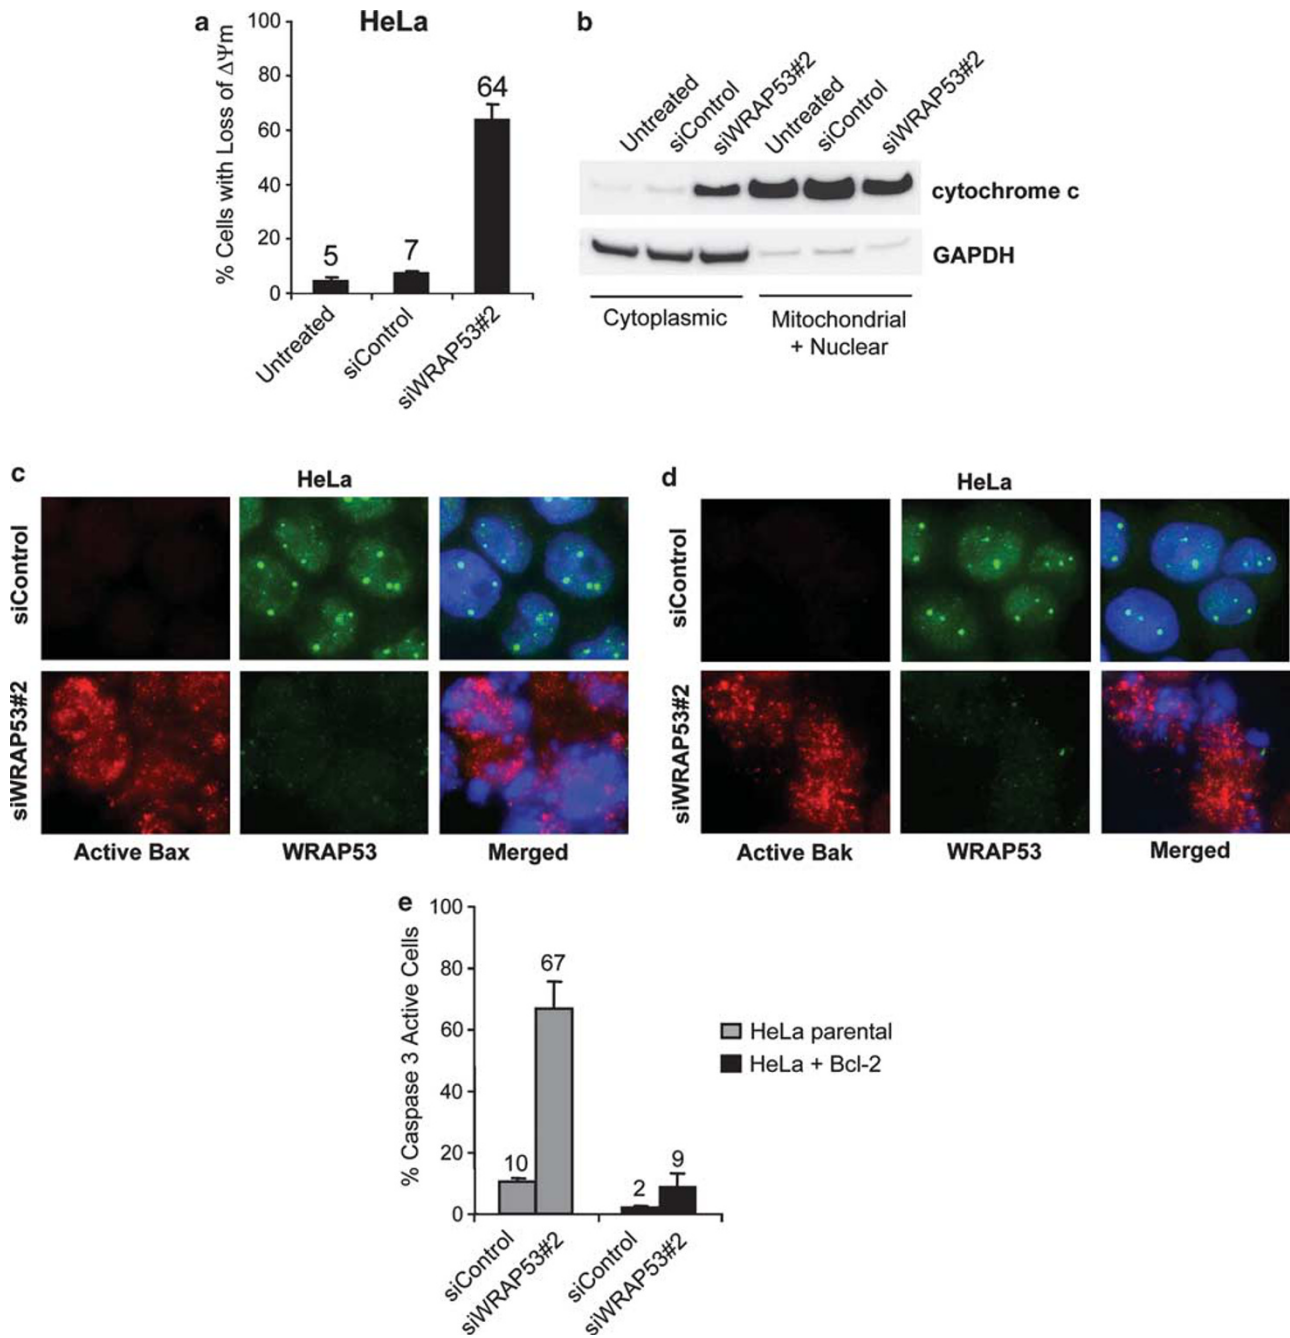 a
HeLa
% Cells with Loss of ΔΨm
100
80
60
40
20
0
5
7
64
Untreated
siControl
siWRAP53#2
b
Untreated
siControl
siWRAP53#2
Untreated
siControl
siWRAP53#2
cytochrome c
GAPDH
Cytoplasmic
Mitochondrial
+ Nuclear
c
HeLa
siControl
siWRAP53#2
Active Bax
WRAP53
Merged
d
HeLa
siControl
siWRAP53#2
Active Bak
WRAP53
Merged
e
% Caspase 3 Active Cells
100
80
60
40
20
0
10
67
2
9
siControl
siWRAP53#2
siControl
siWRAP53#2
HeLa parental
HeLa + Bcl-2